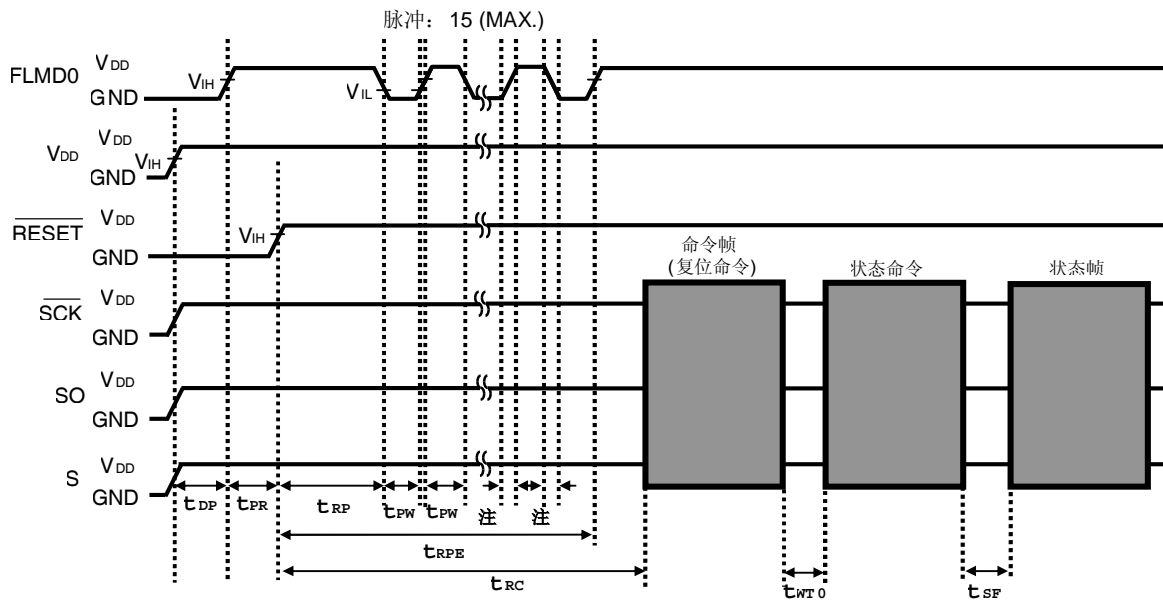 脉冲： 15 (MAX.)
FLMD0
VDD
GND
VIH
VIL
VDD
VDD
GND
VIH
RESET
VDD
GND
VIH
SCK
VDD
GND
SO
VDD
GND
S
VDD
GND
命令帧
(复位命令)
状态命令
状态帧
tDP
tPR
tRP
tPW
tPW
注
注
tRPE
tRC
tWT0
tSF